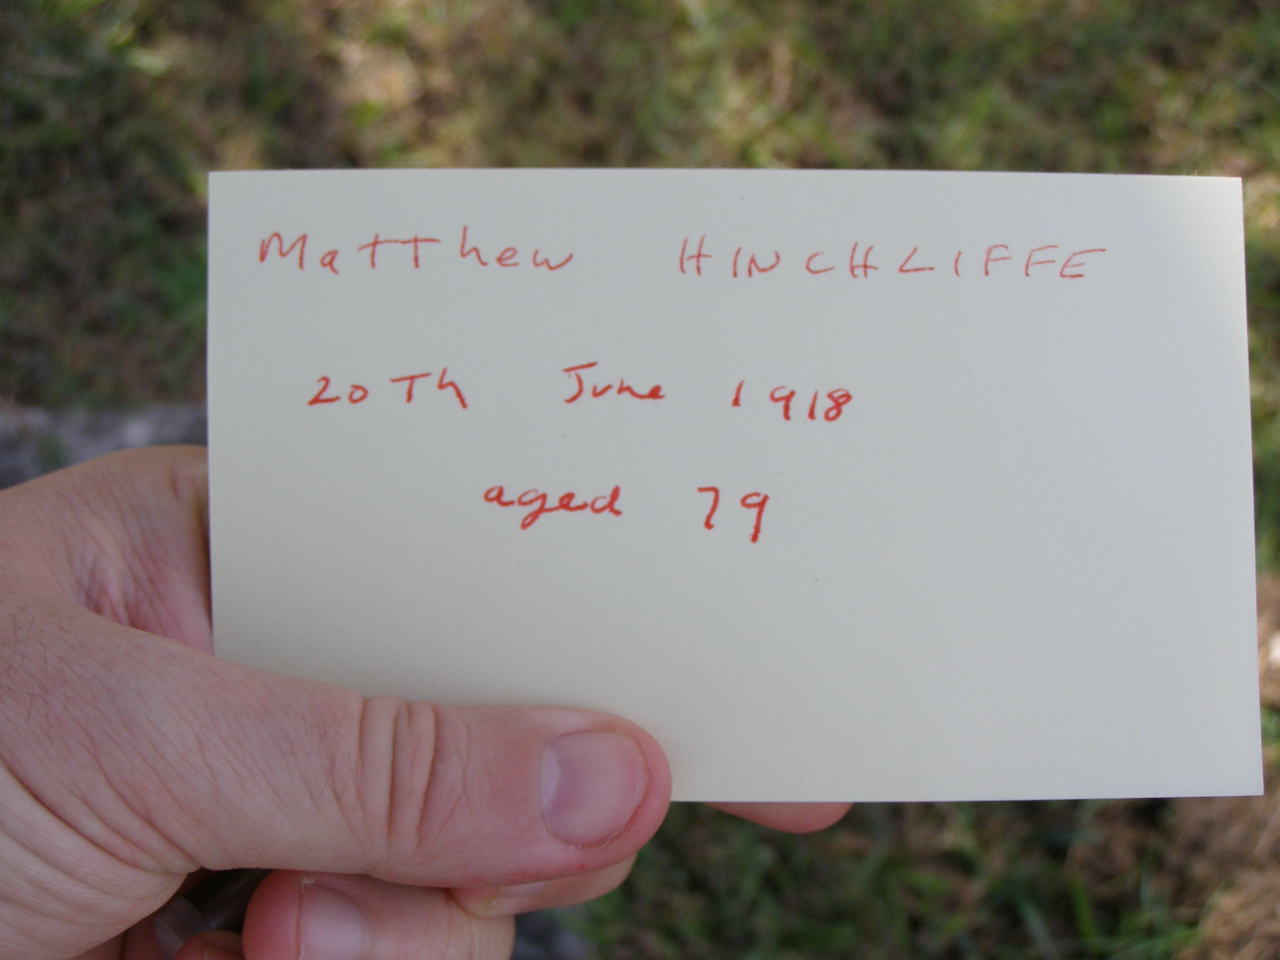 Matthew HINCHLIFFE
20Th June 1918
aged 79